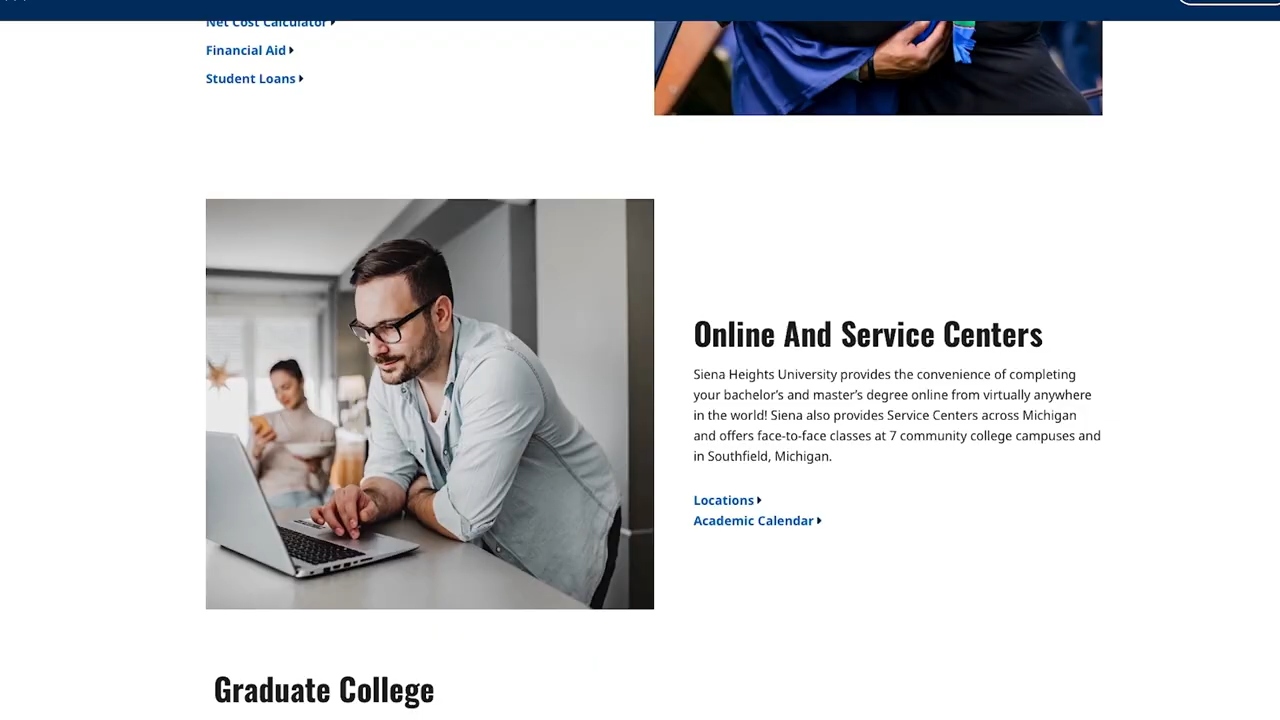 Net Cost Calculator
Financial Aid
Student Loans
Online And Service Centers
Siena Heights University provides the convenience of completing
your bachelor’s and master’s degree online from virtually anywhere
in the world! Siena also provides Service Centers across Michigan
and offers face-to-face classes at 7 community college campuses and
in Southfield, Michigan.
Locations
Academic Calendar
Graduate College